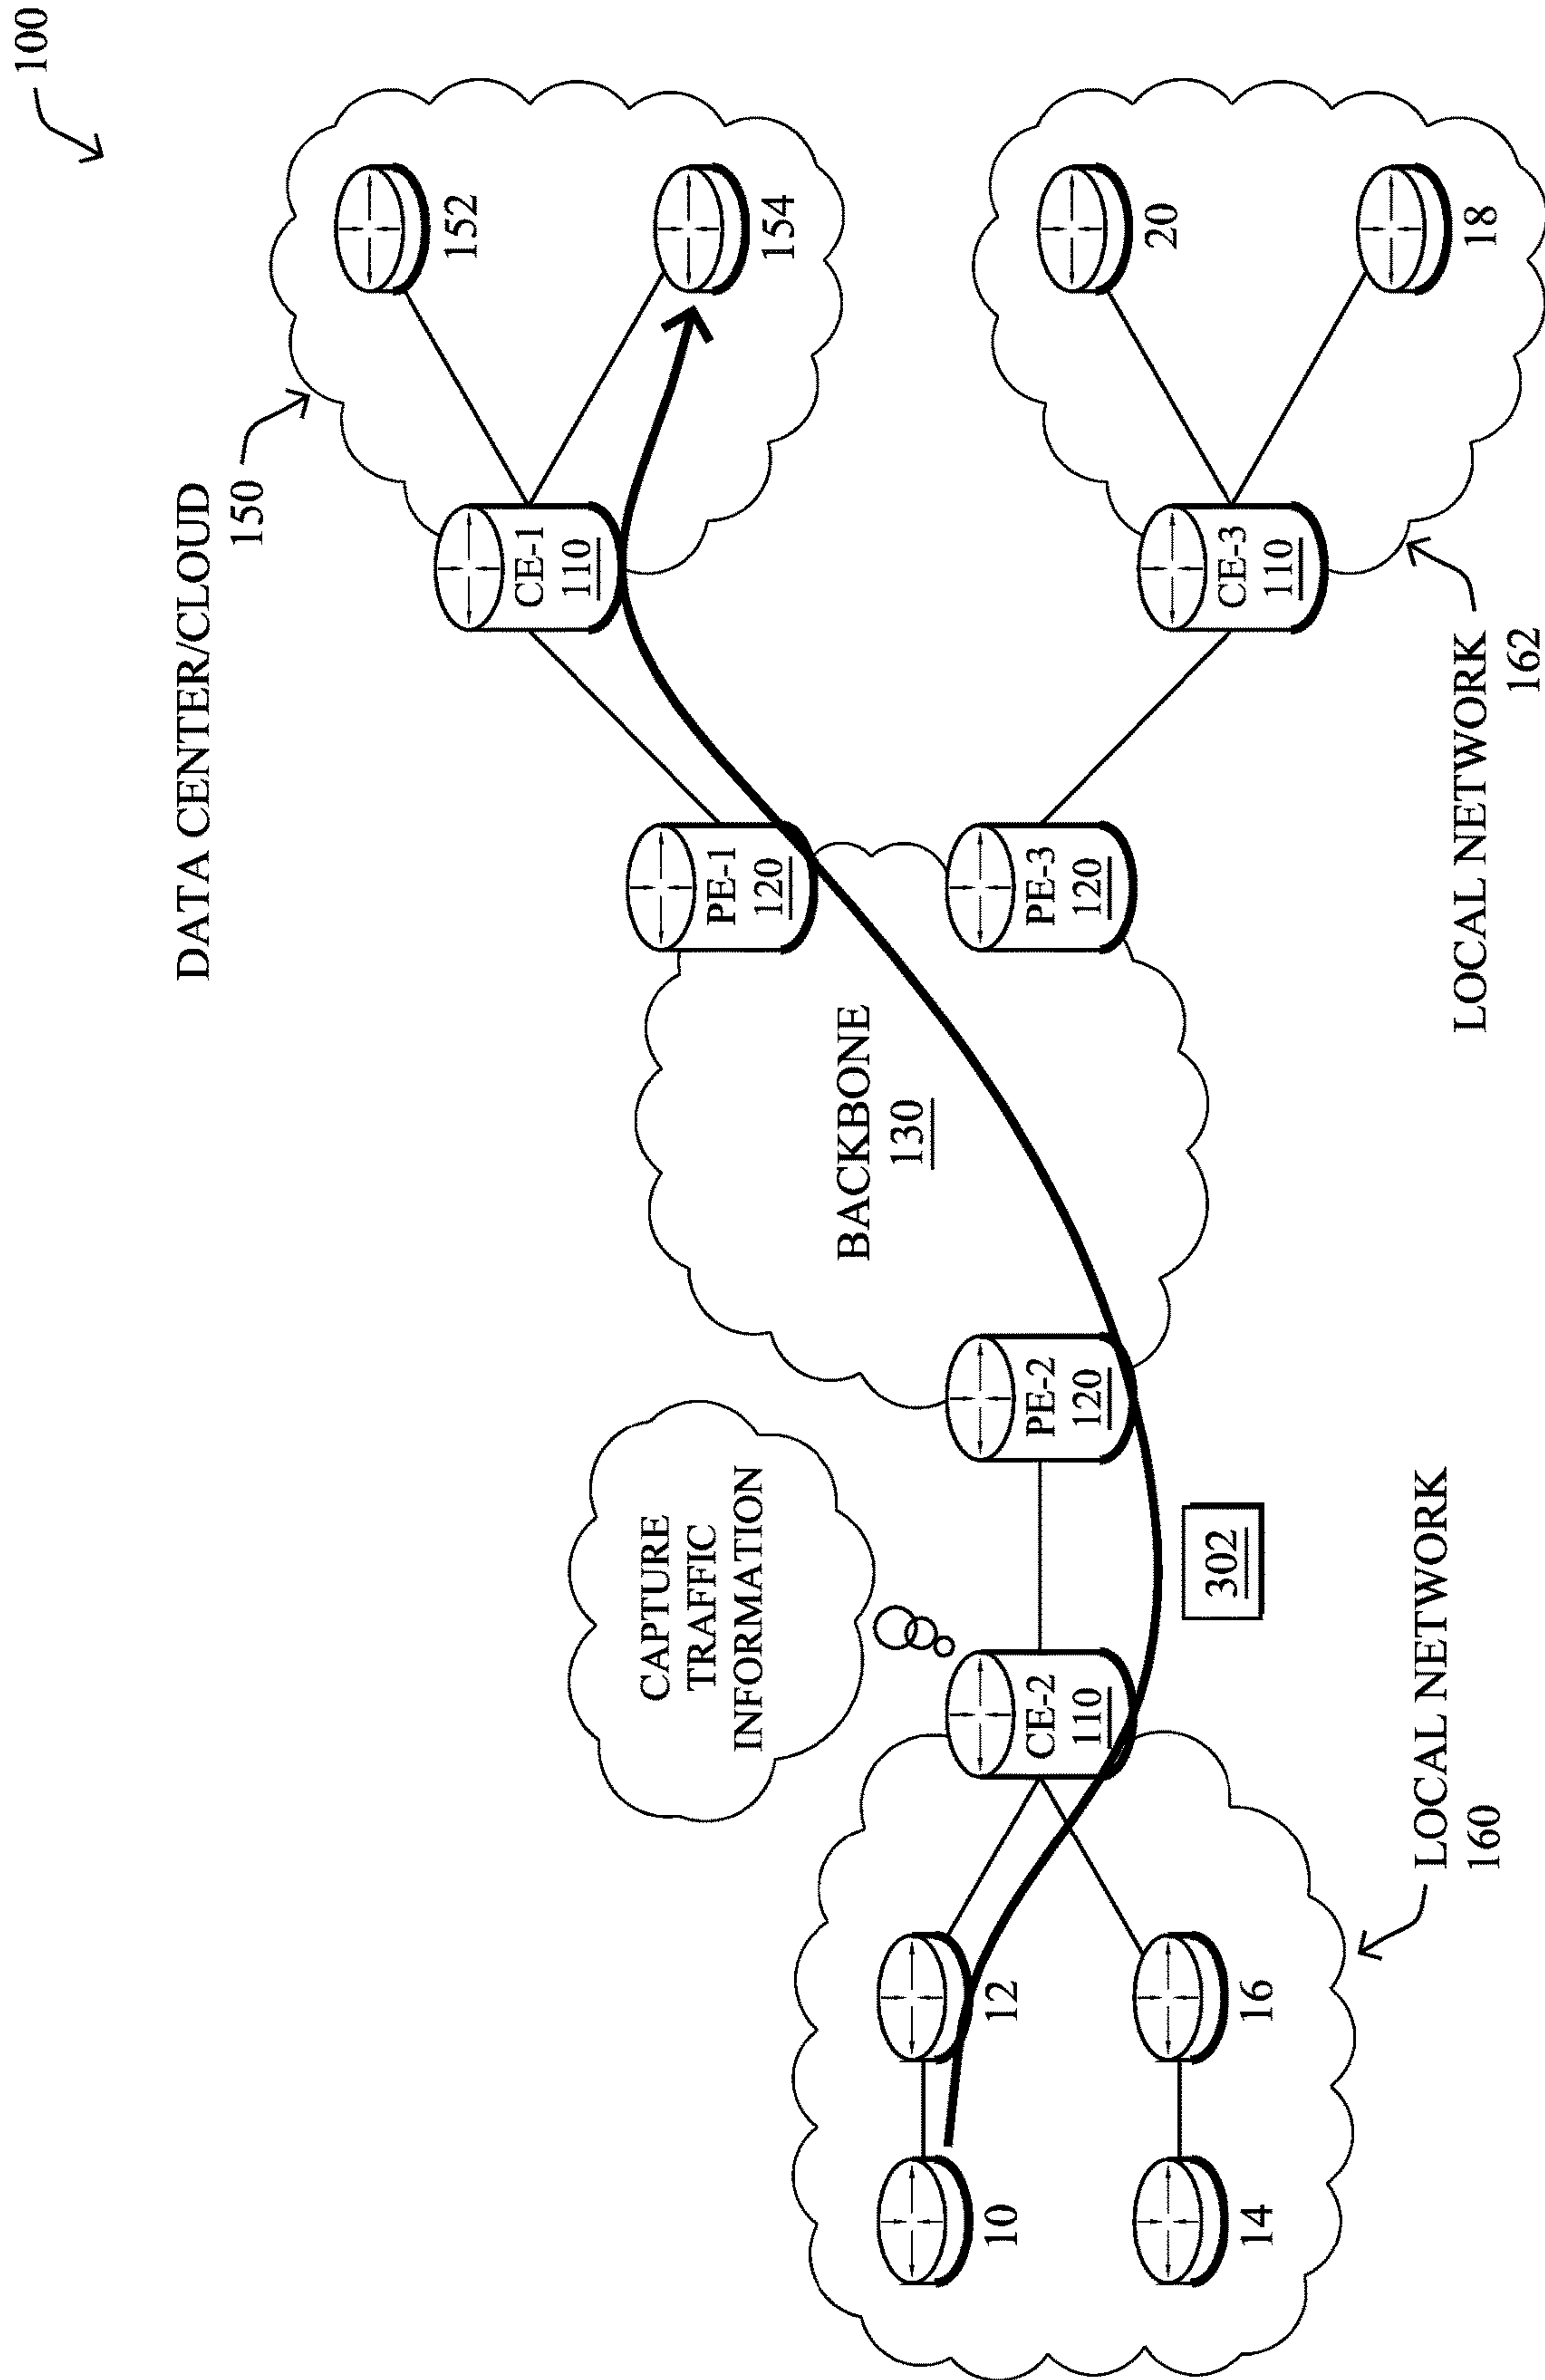 100
DATA CENTER/CLOUD
150
152
154
CE-1
110
PE-1
120
BACKBONE
130
PE-3
120
CE-3
110
20
18
LOCAL NETWORK
162
CAPTURE
TRAFFIC
INFORMATION
PE-2
120
302
CE-2
110
12
10
16
14
LOCAL NETWORK
160